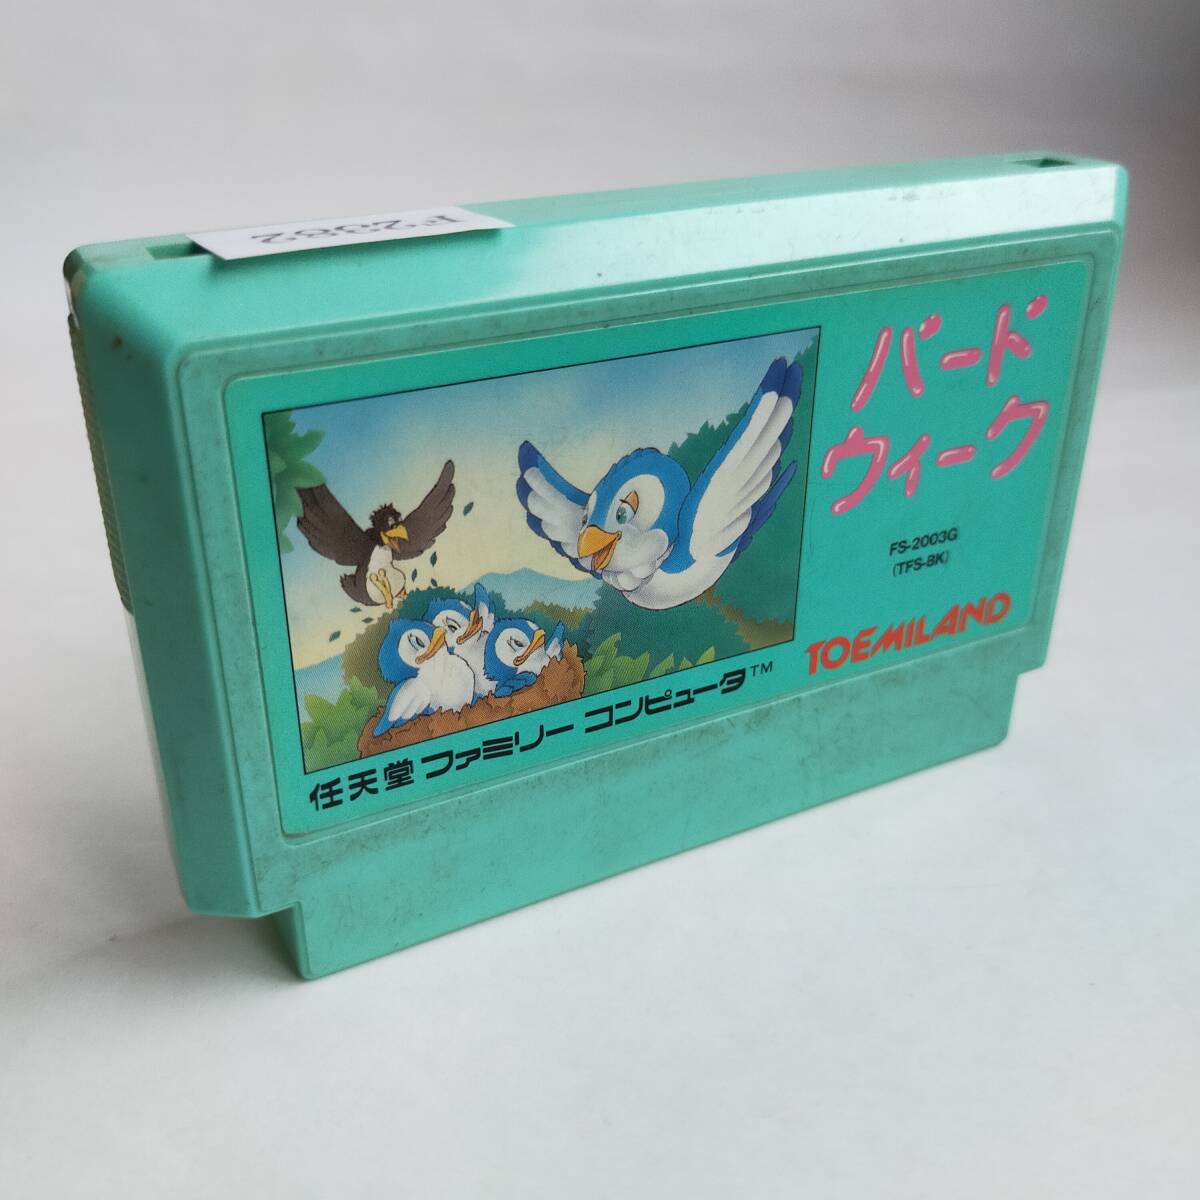 F2982
バード
ウィーク
FS-2003G
(TFS-BK)
TOEMILAND
任天堂 ファミリー コンピュータ™